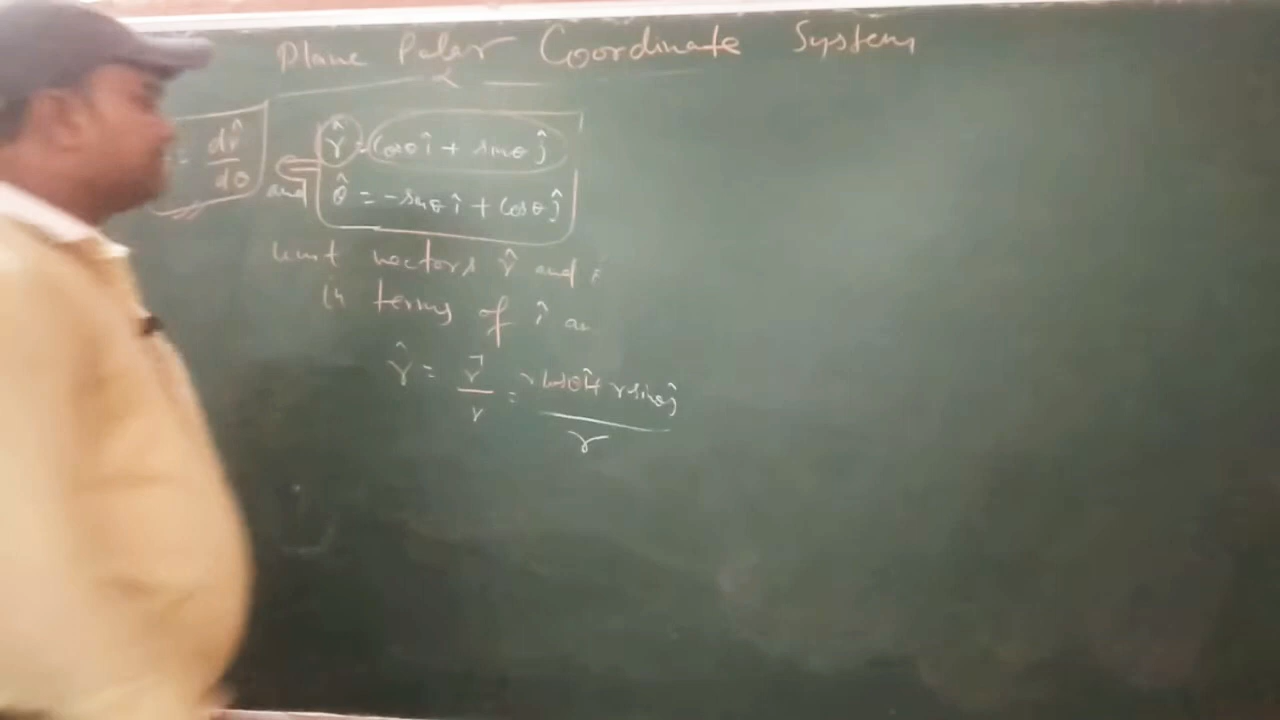 Plane Polar Coordinate System
= dr̂/dθ
r̂ = cosθ î + sinθ ĵ
and θ̂ = -sinθ î + cosθ ĵ
unit vectors r̂ and
in terms of î an
r̂ = r⃗/r = r cosθ î + r sinθ ĵ / r